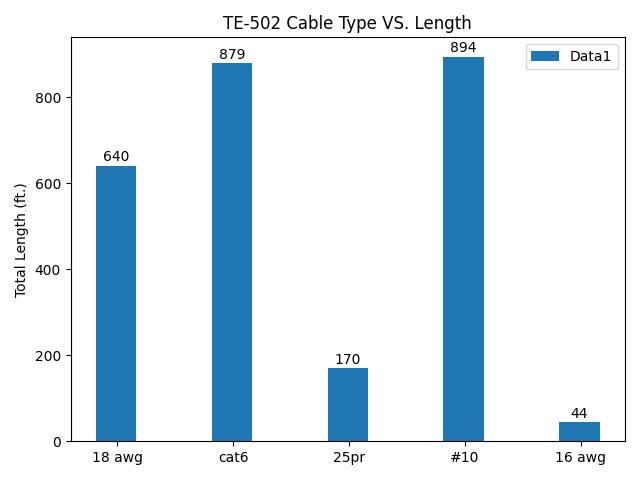 TE-502 Cable Type VS. Length
Data1
Total Length (ft.)
800
600
400
200
0
640
879
170
894
44
18 awg
cat6
25pr
#10
16 awg